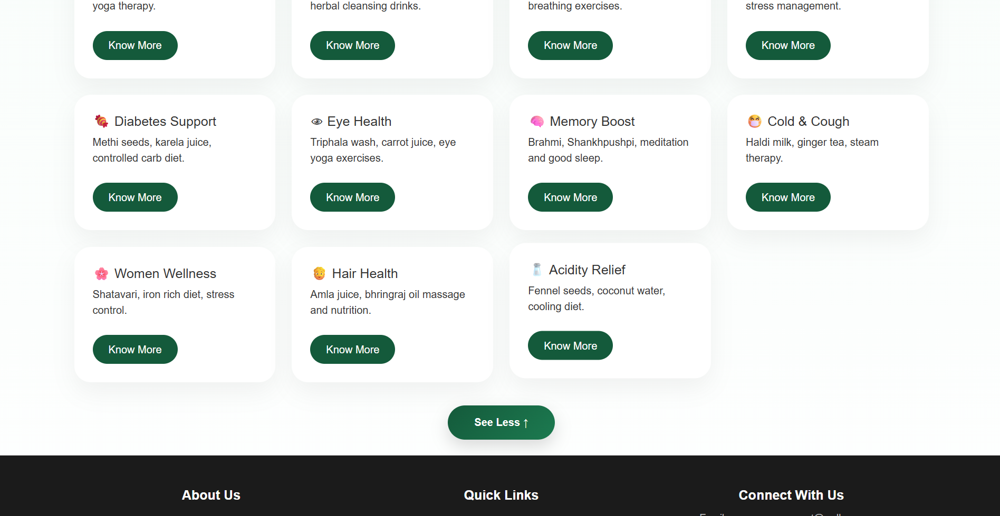 yoga therapy.
herbal cleansing drinks.
breathing exercises.
stress management.
Know More
Know More
Know More
Know More
Diabetes Support
Methi seeds, karela juice,
controlled carb diet.
Know More
Eye Health
Triphala wash, carrot juice, eye
yoga exercises.
Know More
Memory Boost
Brahmi, Shankhpushpi, meditation
and good sleep.
Know More
Cold & Cough
Haldi milk, ginger tea, steam
therapy.
Know More
Women Wellness
Shatavari, iron rich diet, stress
control.
Know More
Hair Health
Amla juice, bhringraj oil massage
and nutrition.
Know More
Acidity Relief
Fennel seeds, coconut water,
cooling diet.
Know More
See Less ↑
About Us
Quick Links
Connect With Us